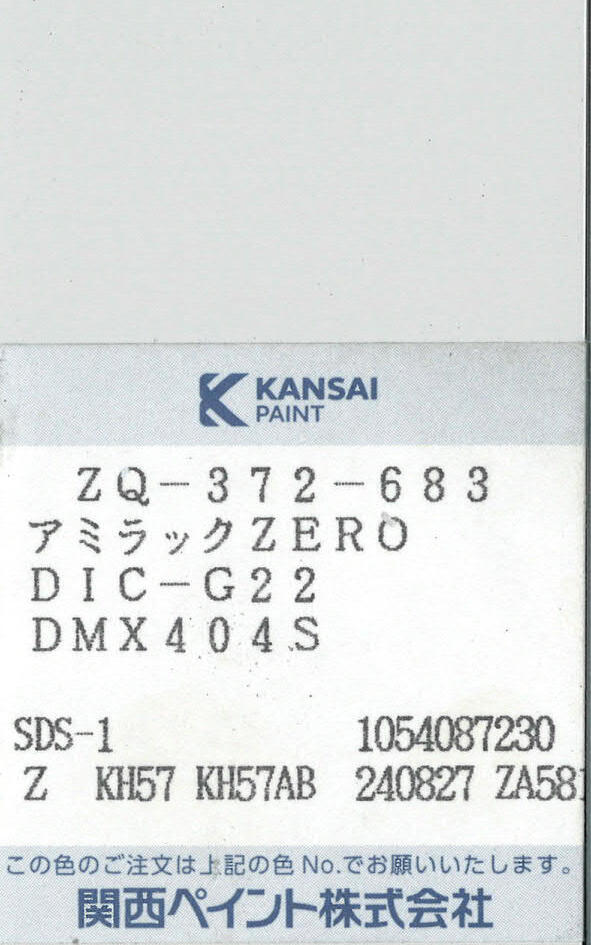 KANSAI
PAINT
ZQ-372-683
アミラックZERO
DIC-G22
DMX404S
SDS-1 1054087230
Z KH57 KH57AB 240827 ZA581
この色のご注文は上記の色No.でお願いいたします。
関西ペイント株式会社